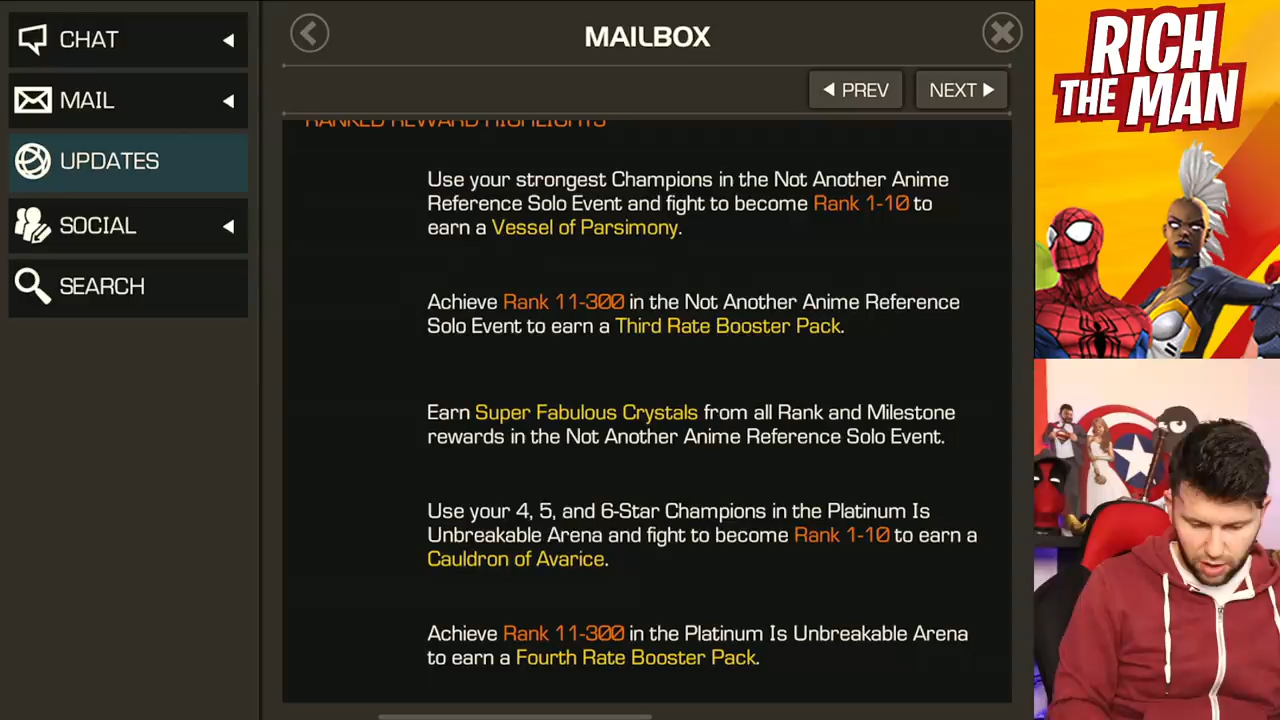 CHAT
MAIL
UPDATES
SOCIAL
SEARCH
MAILBOX
PREV
NEXT
RANKED REWARD HIGHLIGHTS
Use your strongest Champions in the Not Another Anime
Reference Solo Event and fight to become Rank 1-10 to
earn a Vessel of Parsimony.
Achieve Rank 11-300 in the Not Another Anime Reference
Solo Event to earn a Third Rate Booster Pack.
Earn Super Fabulous Crystals from all Rank and Milestone
rewards in the Not Another Anime Reference Solo Event.
Use your 4, 5, and 6-Star Champions in the Platinum Is
Unbreakable Arena and fight to become Rank 1-10 to earn a
Cauldron of Avarice.
Achieve Rank 11-300 in the Platinum Is Unbreakable Arena
to earn a Fourth Rate Booster Pack.
RICH
THE MAN